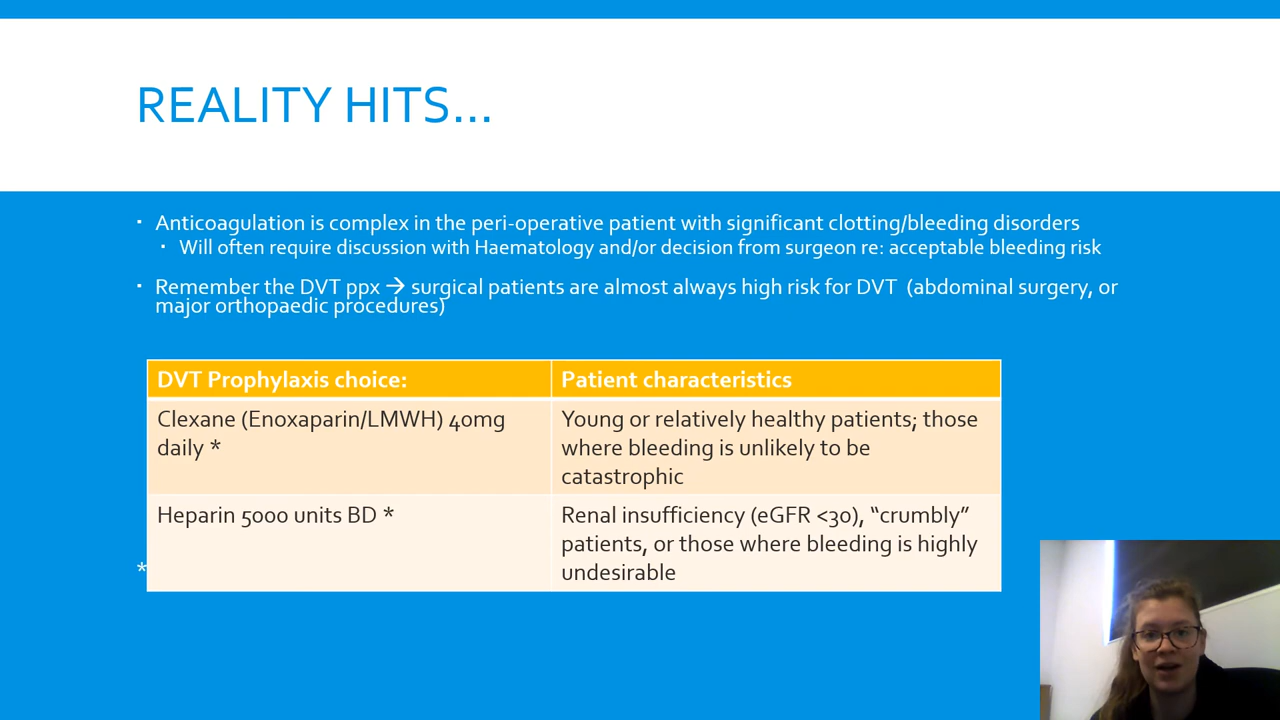 REALITY HITS...
▪ Anticoagulation is complex in the peri-operative patient with significant clotting/bleeding disorders
▪ Will often require discussion with Haematology and/or decision from surgeon re: acceptable bleeding risk
▪ Remember the DVT ppx → surgical patients are almost always high risk for DVT (abdominal surgery, or
major orthopaedic procedures)
DVT Prophylaxis choice:
Patient characteristics
Clexane (Enoxaparin/LMWH) 40mg
daily *
Young or relatively healthy patients; those
where bleeding is unlikely to be
catastrophic
Heparin 5000 units BD *
Renal insufficiency (eGFR <30), “crumbly”
patients, or those where bleeding is highly
undesirable
*